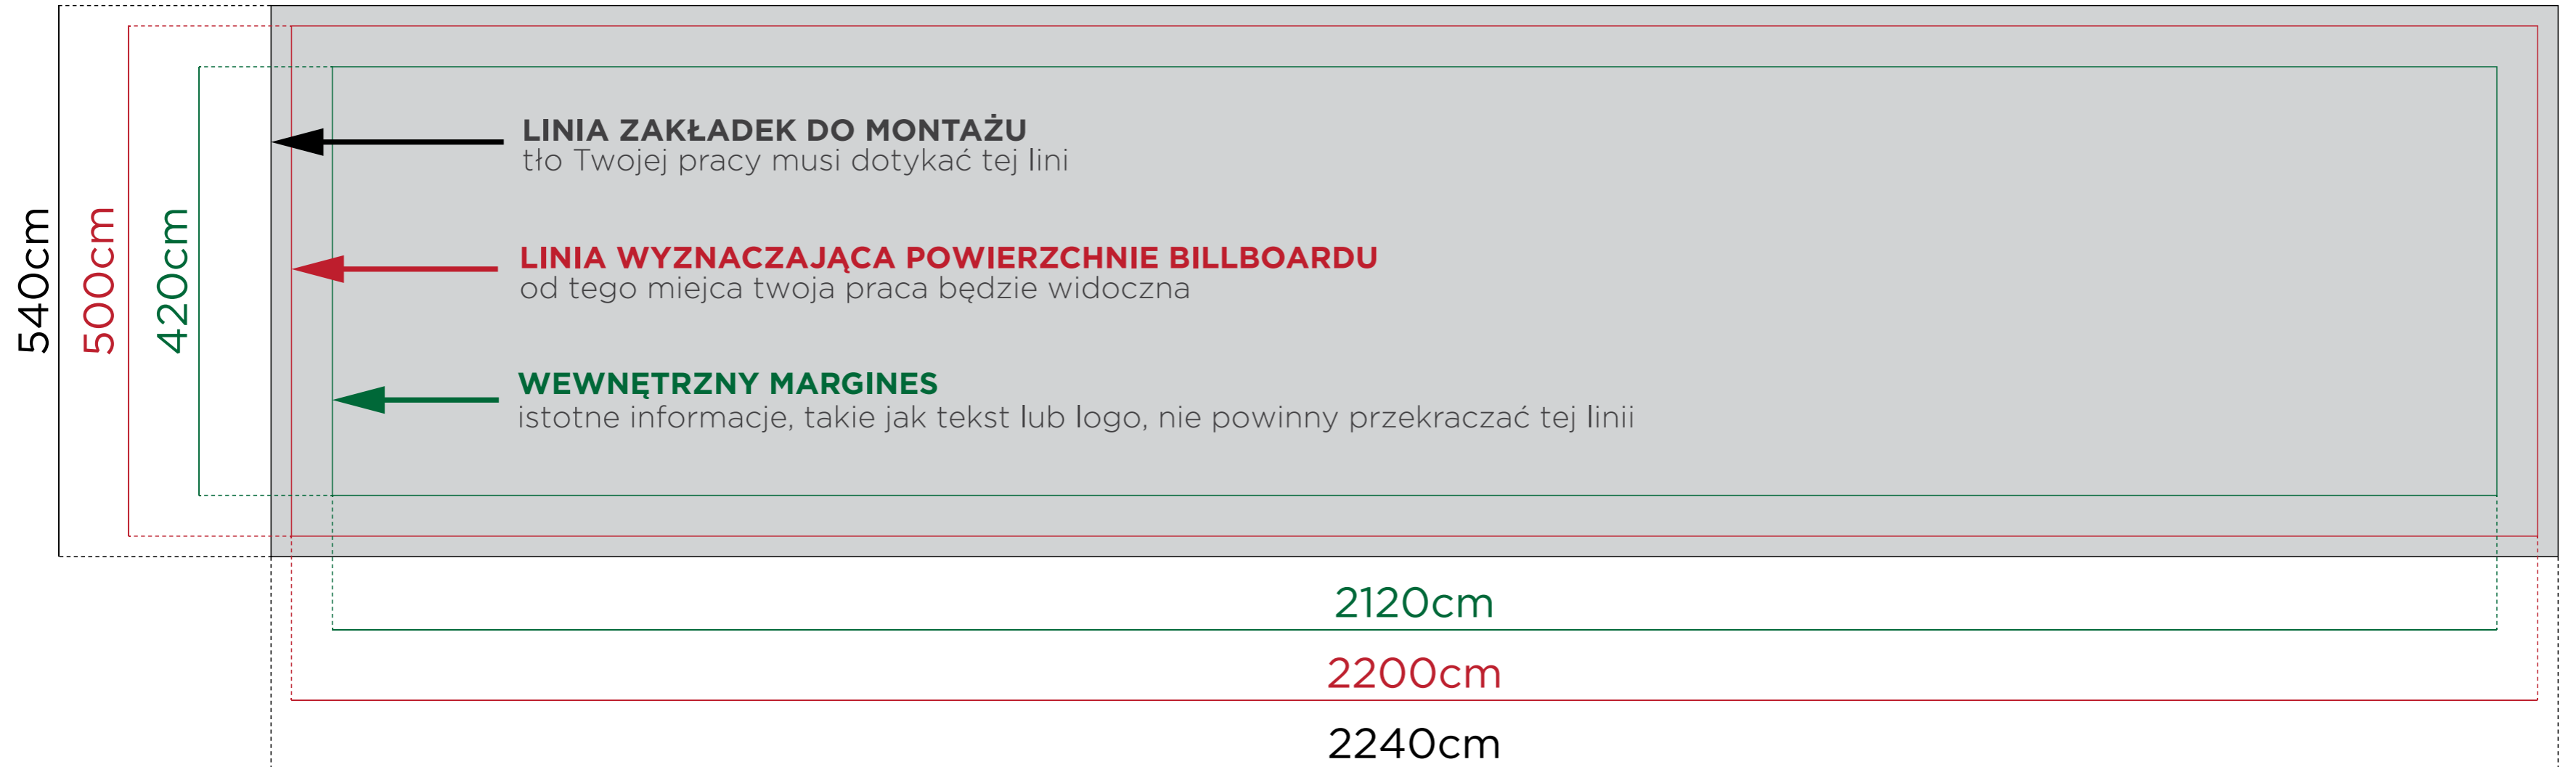 LINIA ZAKŁADEK DO MONTAŻU
tło Twojej pracy musi dotykać tej lini
LINIA WYZNACZAJĄCA POWIERZCHNIE BILLBOARDU
od tego miejca twoja praca będzie widoczna
WEWNĘTRZNY MARGINES
istotne informacje, takie jak tekst lub logo, nie powinny przekraczać tej linii
540cm
500cm
420cm
2120cm
2200cm
2240cm